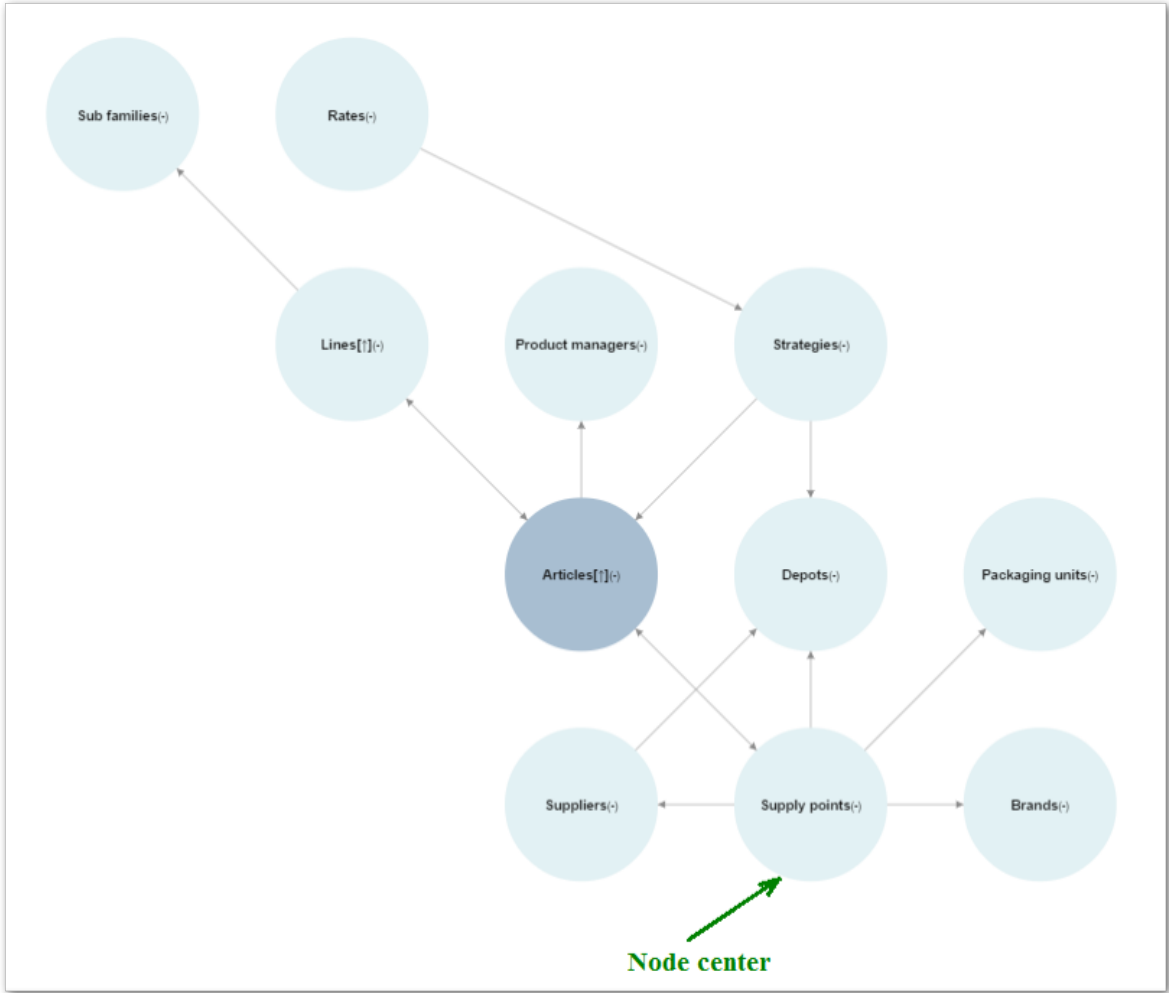 Sub families(-)
Rates(-)
Lines[↑](-)
Product managers(-)
Strategies(-)
Articles[↑](-)
Depots(-)
Packaging units(-)
Suppliers(-)
Supply points(-)
Brands(-)
Node center